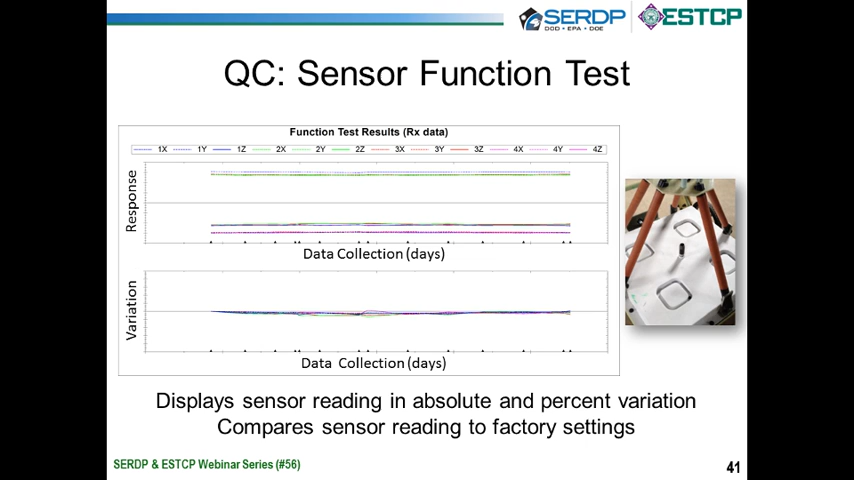 SERDP
DOD • EPA • DOE
ESTCP
QC: Sensor Function Test
Function Test Results (Rx data)
1X 1Y 1Z 2X 2Y 2Z 3X 3Y 3Z 4X 4Y 4Z
Response
Data Collection (days)
Variation
Data Collection (days)
Displays sensor reading in absolute and percent variation
Compares sensor reading to factory settings
SERDP & ESTCP Webinar Series (#56)
41